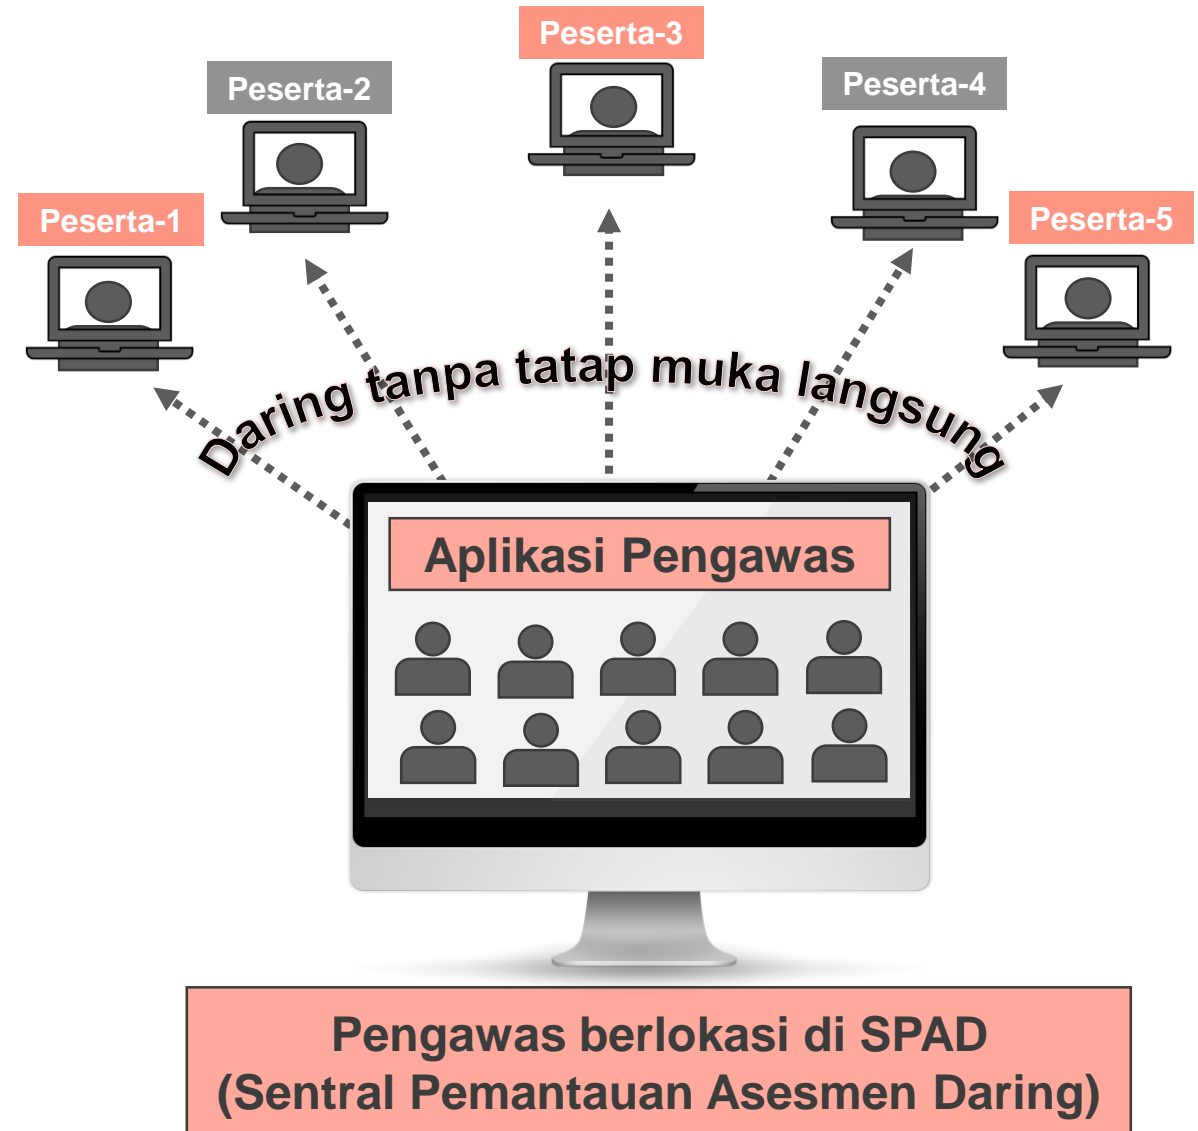 Peserta-3
Peserta-2
Peserta-4
Peserta-1
Peserta-5
Daring tanpa tatap muka langsung
Aplikasi Pengawas
Pengawas berlokasi di SPAD
(Sentral Pemantauan Asesmen Daring)